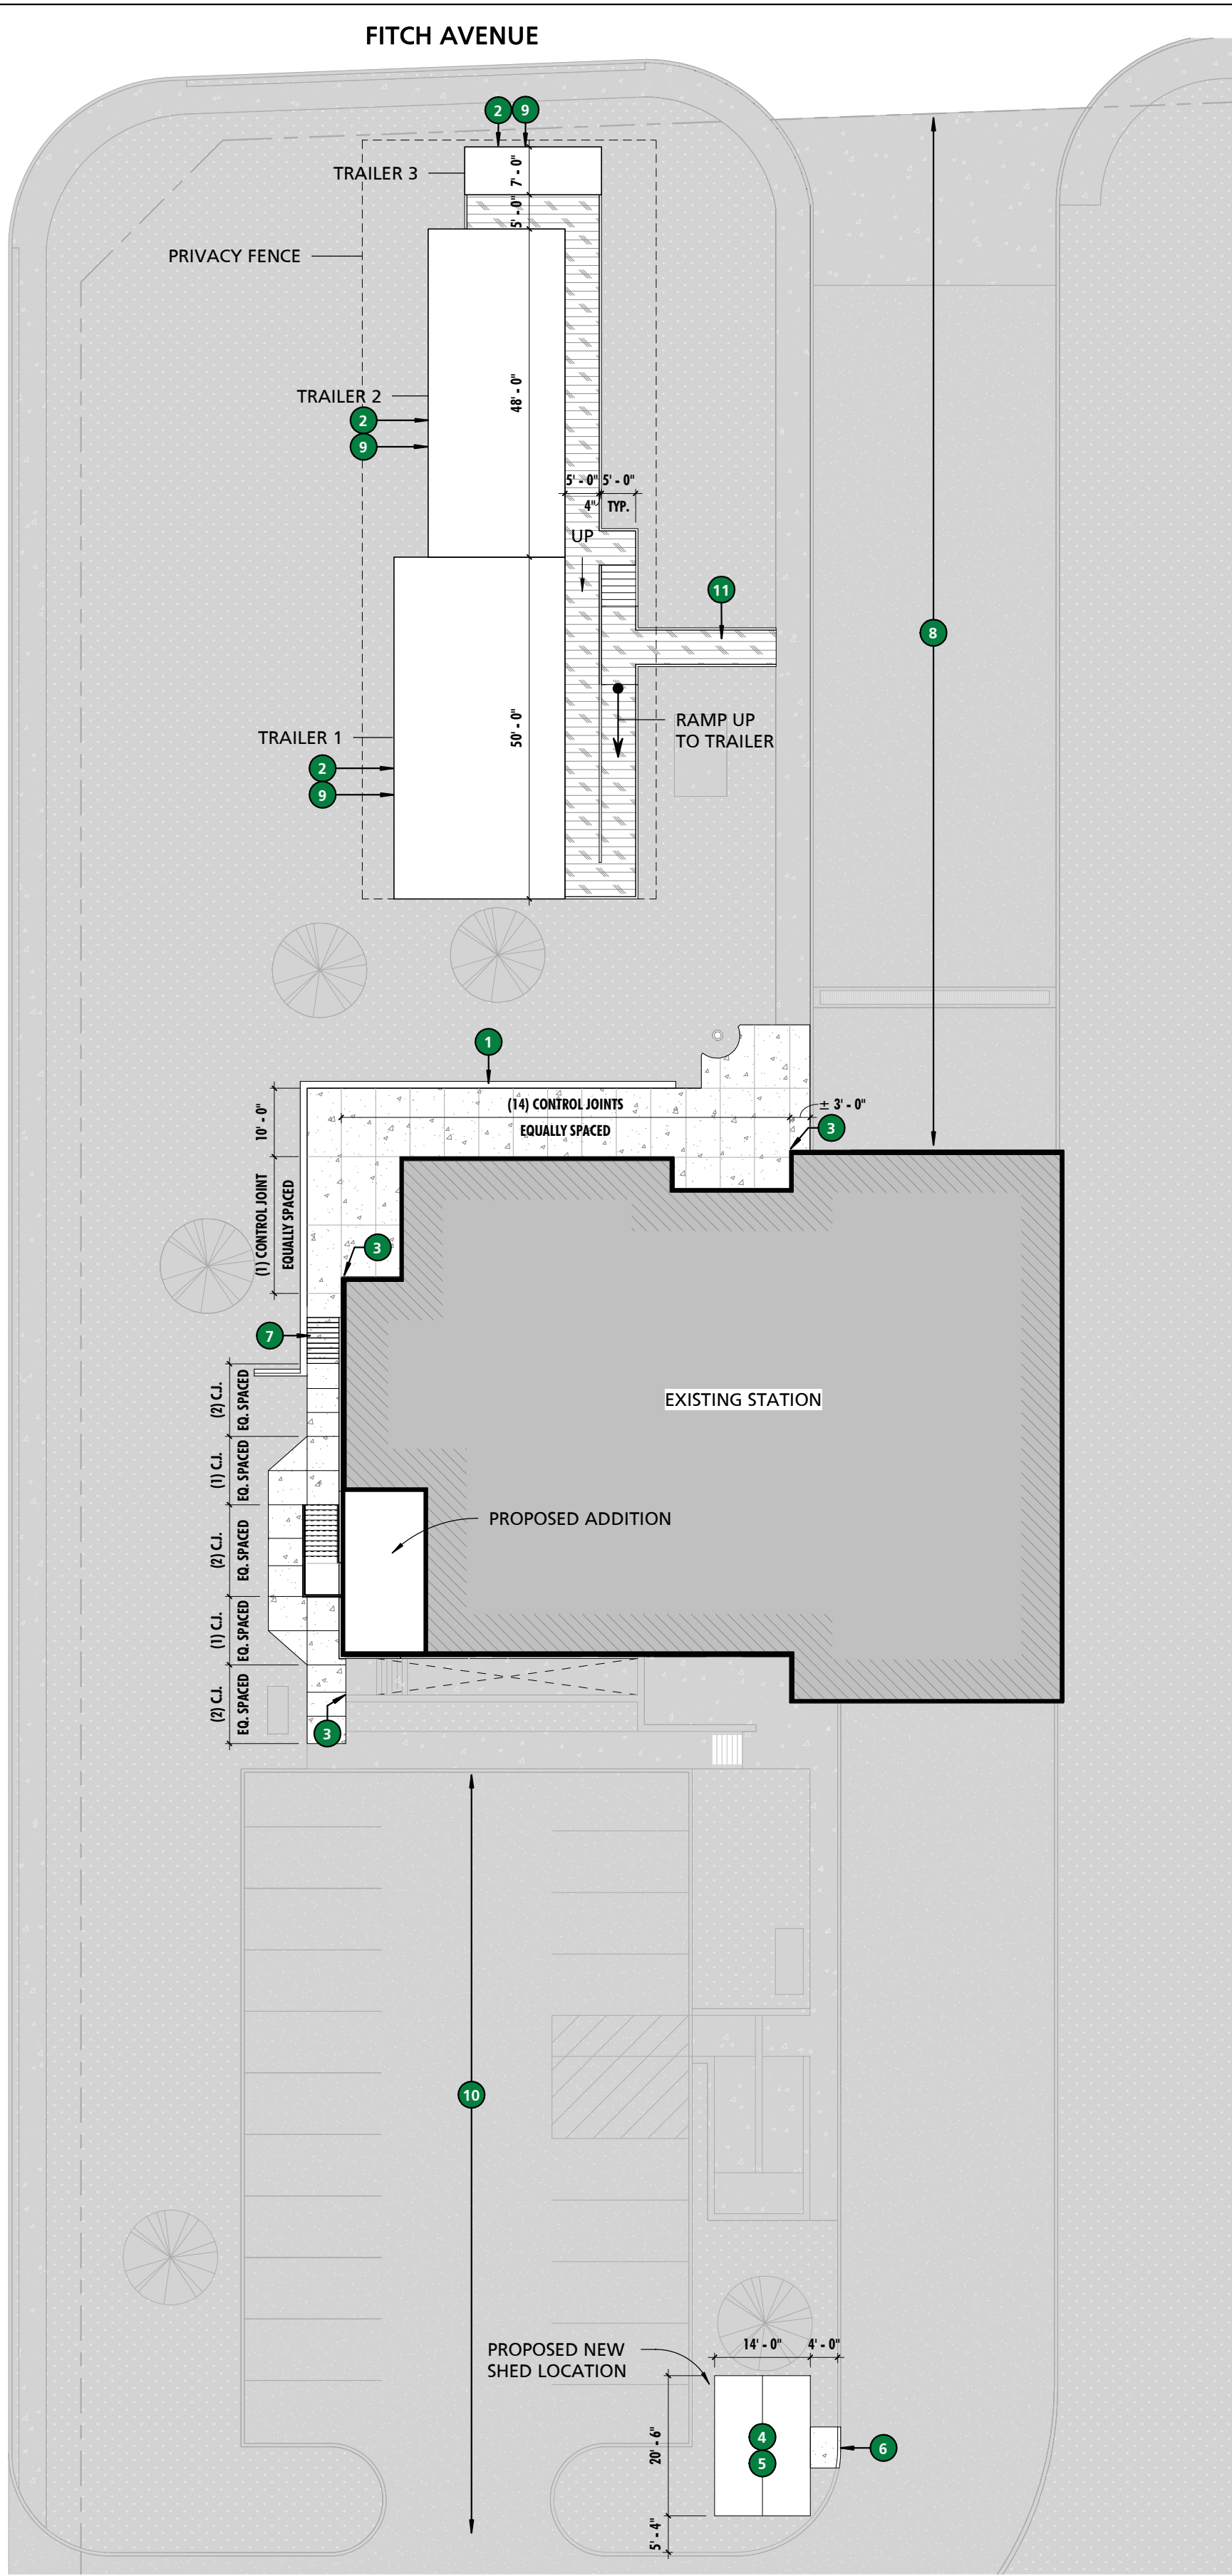 FITCH AVENUE
2 9
TRAILER 3
7' - 0"
5' - 0"
PRIVACY FENCE
TRAILER 2
2
9
48' - 0"
5' - 0" 5' - 0"
4" TYP.
UP
11
8
TRAILER 1
2
9
50' - 0"
RAMP UP
TO TRAILER
1
(14) CONTROL JOINTS
EQUALLY SPACED
± 3' - 0"
3
10' - 0"
(1) CONTROL JOINT
EQUALLY SPACED
3
7
EXISTING STATION
(2) C.J.
EQ. SPACED
(1) C.J.
EQ. SPACED
PROPOSED ADDITION
(2) C.J.
EQ. SPACED
(1) C.J.
EQ. SPACED
(2) C.J.
EQ. SPACED
3
10
PROPOSED NEW
SHED LOCATION
14' - 0" 4' - 0"
20' - 6"
4
5
6
5' - 4"